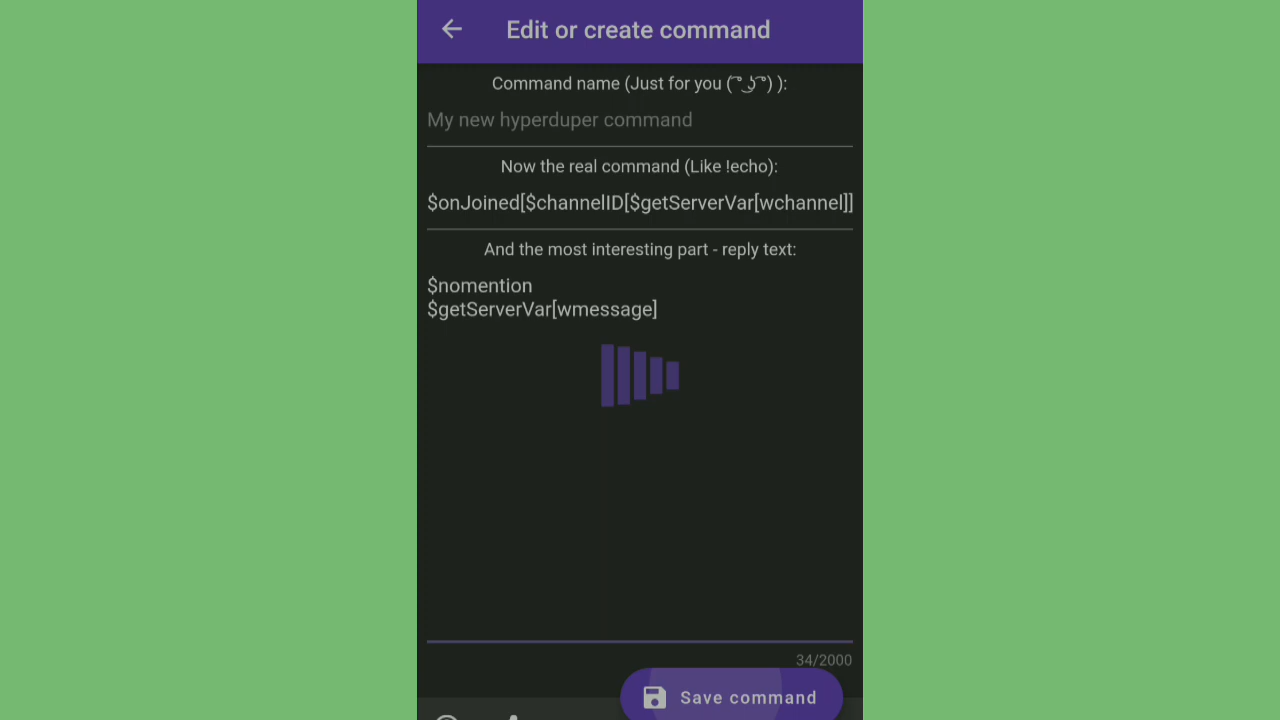 Edit or create command
Command name (Just for you ( ͡° ͜ʖ ͡°) ):
My new hyperduper command
Now the real command (Like !echo):
$onJoined[$channelID[$getServerVar[wchannel]]
And the most interesting part - reply text:
$nomention
$getServerVar[wmessage]
34/2000
Save command